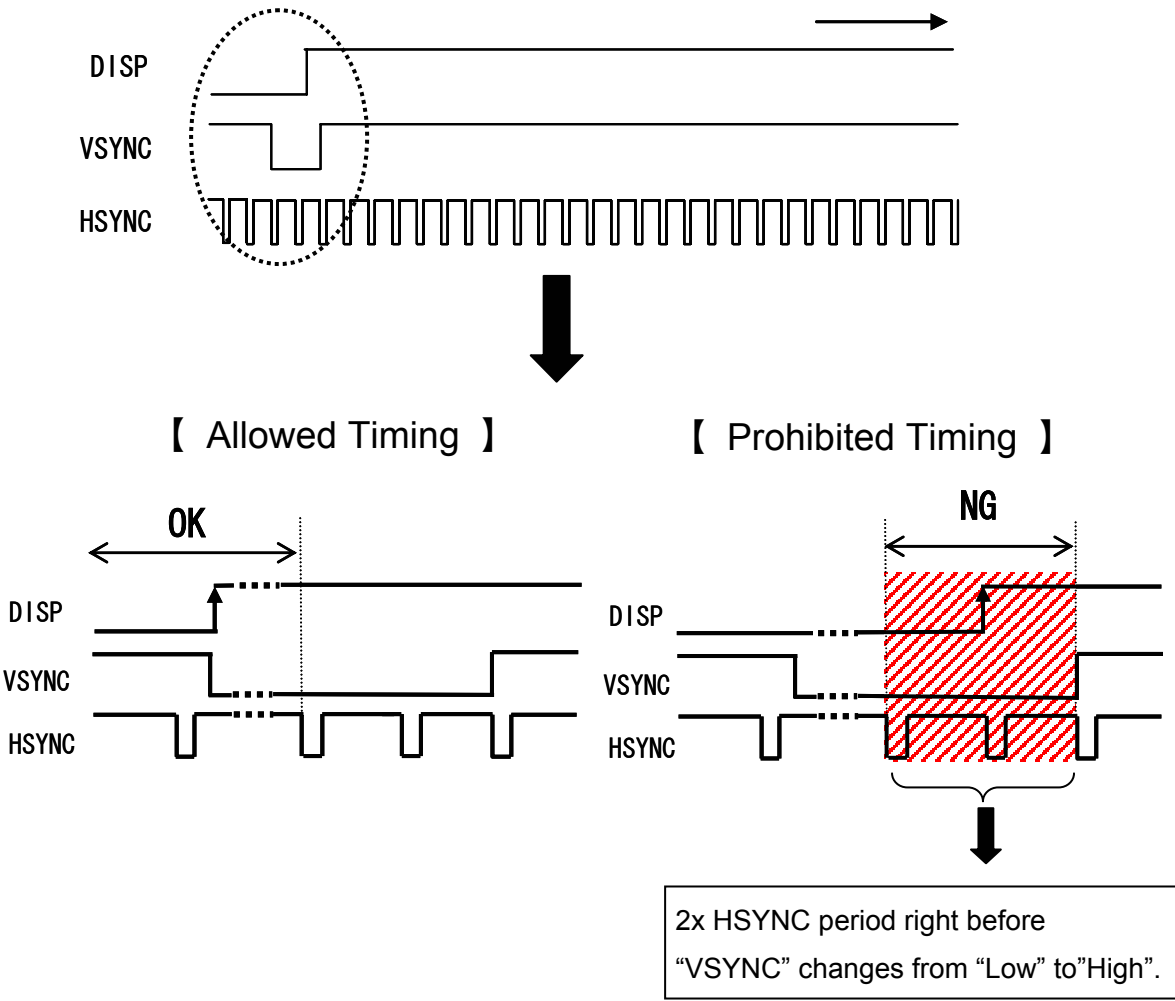 DISP
VSYNC
HSYNC
【 Allowed Timing 】
【 Prohibited Timing 】
OK
DISP
VSYNC
HSYNC
NG
DISP
VSYNC
HSYNC
2x HSYNC period right before
“VSYNC” changes from “Low” to”High”.